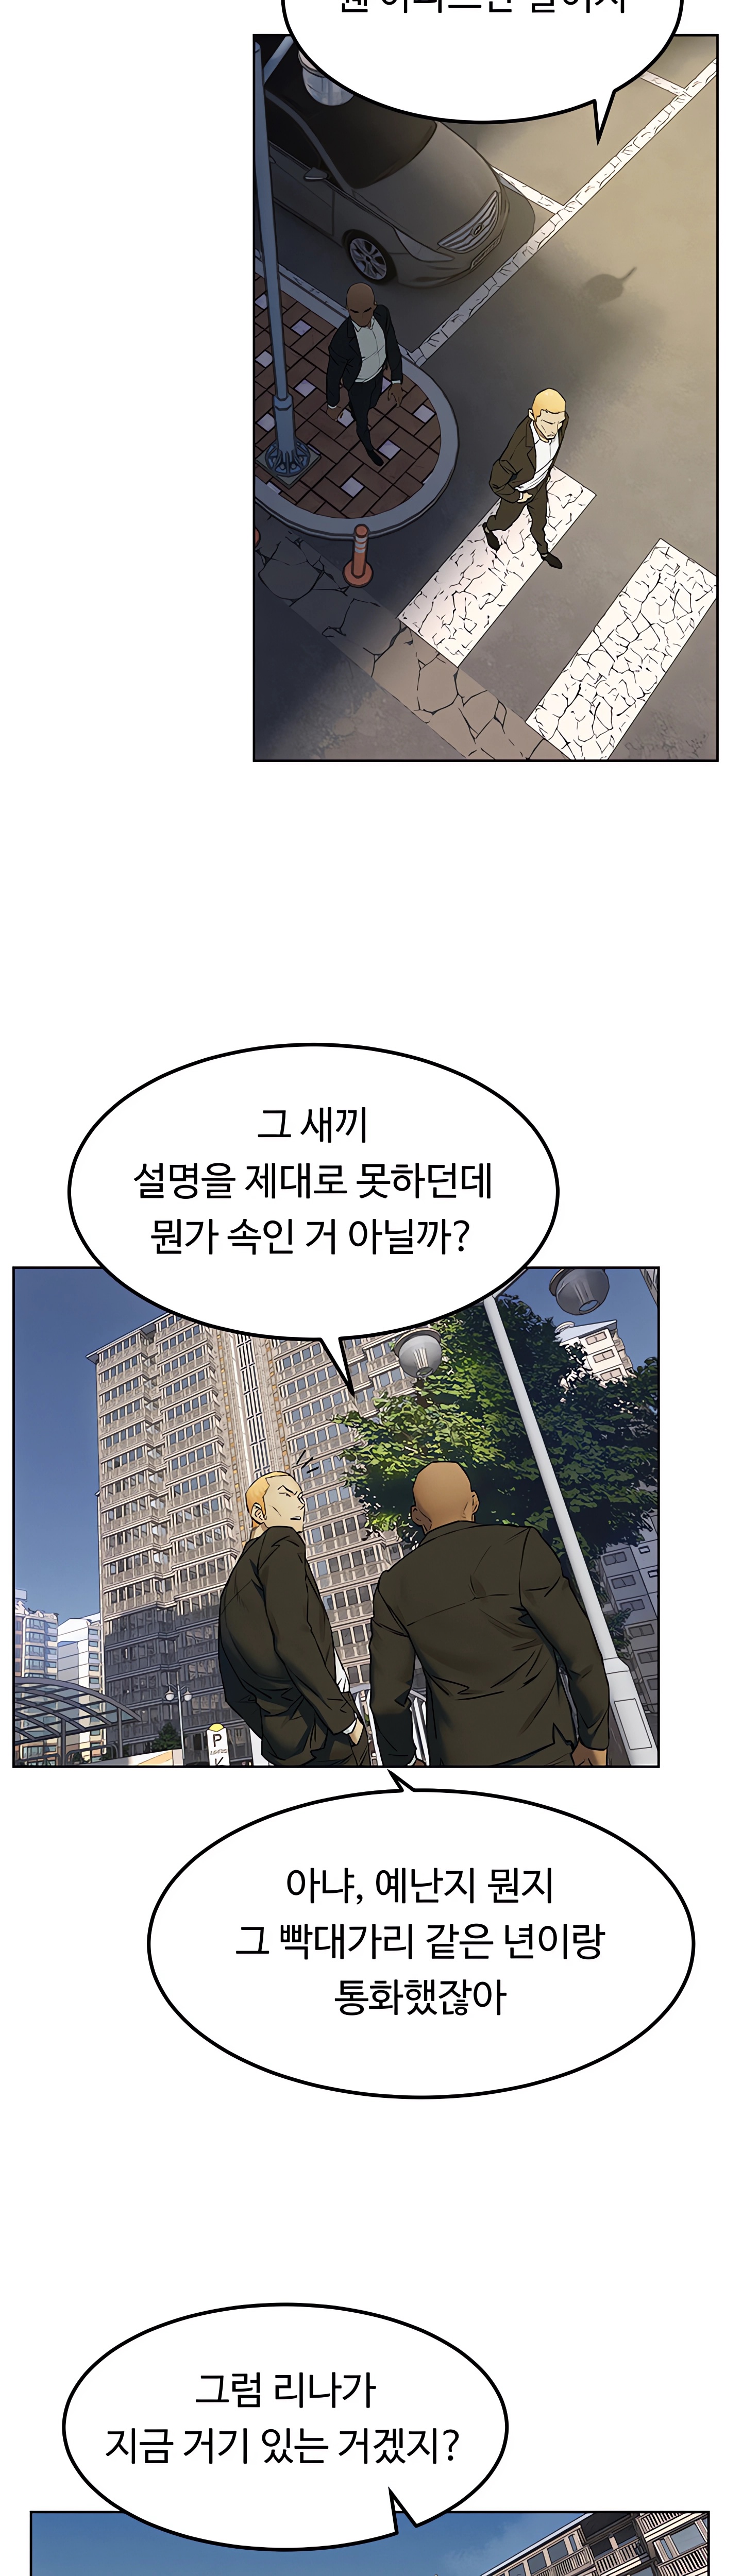 그 새끼
설명을 제대로 못하던데
뭔가 속인 거 아닐까?
P
아냐, 예난지 뭔지
그 빡대가리 같은 년이랑
통화했잖아
그럼 리나가
지금 거기 있는 거겠지?